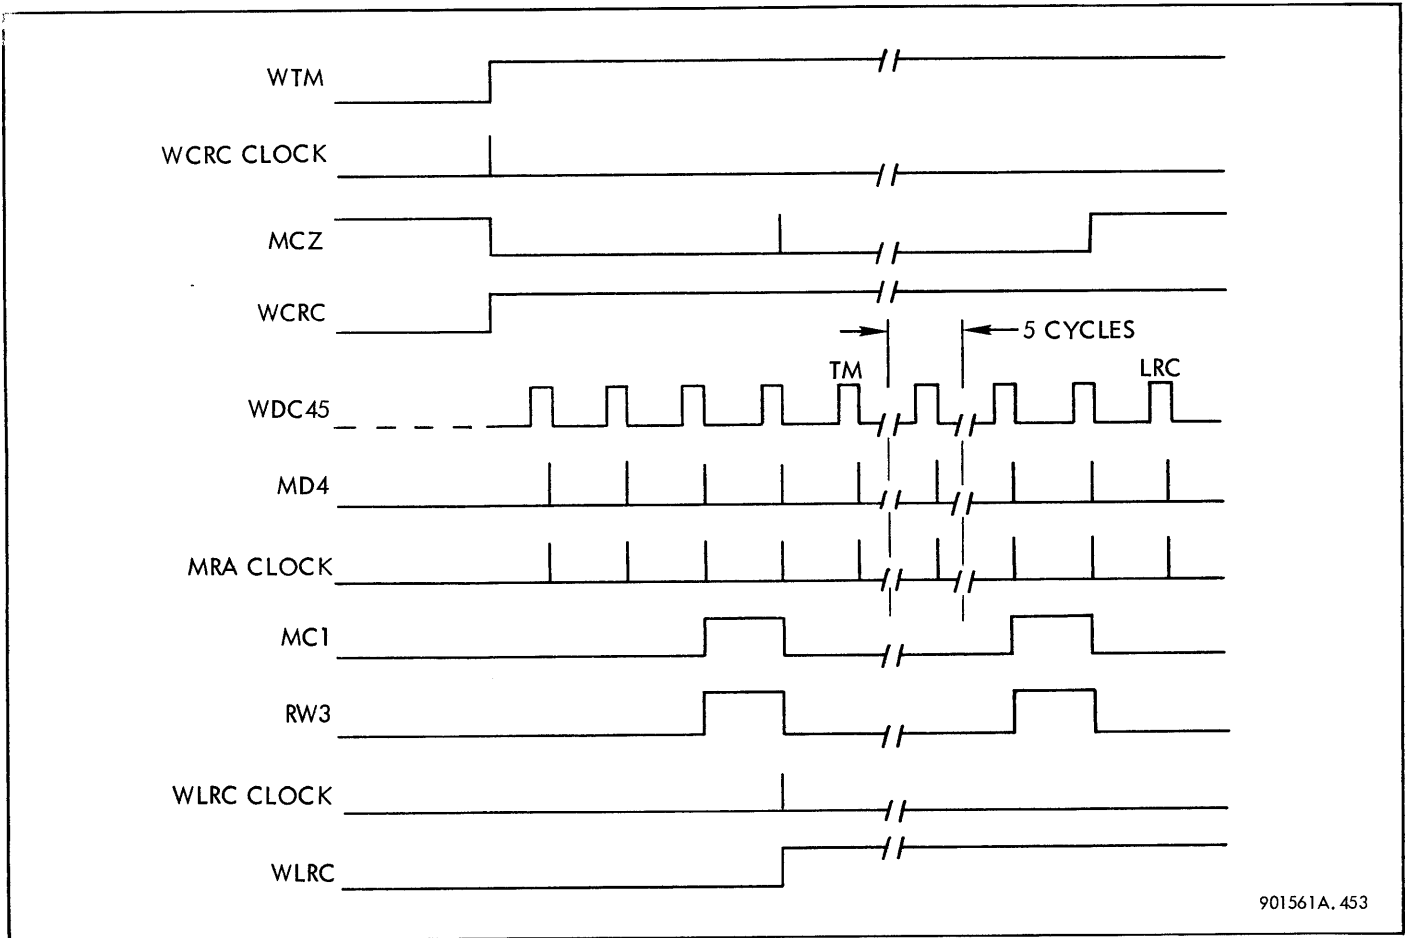 WTM
WCRC CLOCK
MCZ
WCRC
5 CYCLES
TM
LRC
WDC45
MD4
MRA CLOCK
MC1
RW3
WLRC CLOCK
WLRC
901561A.453